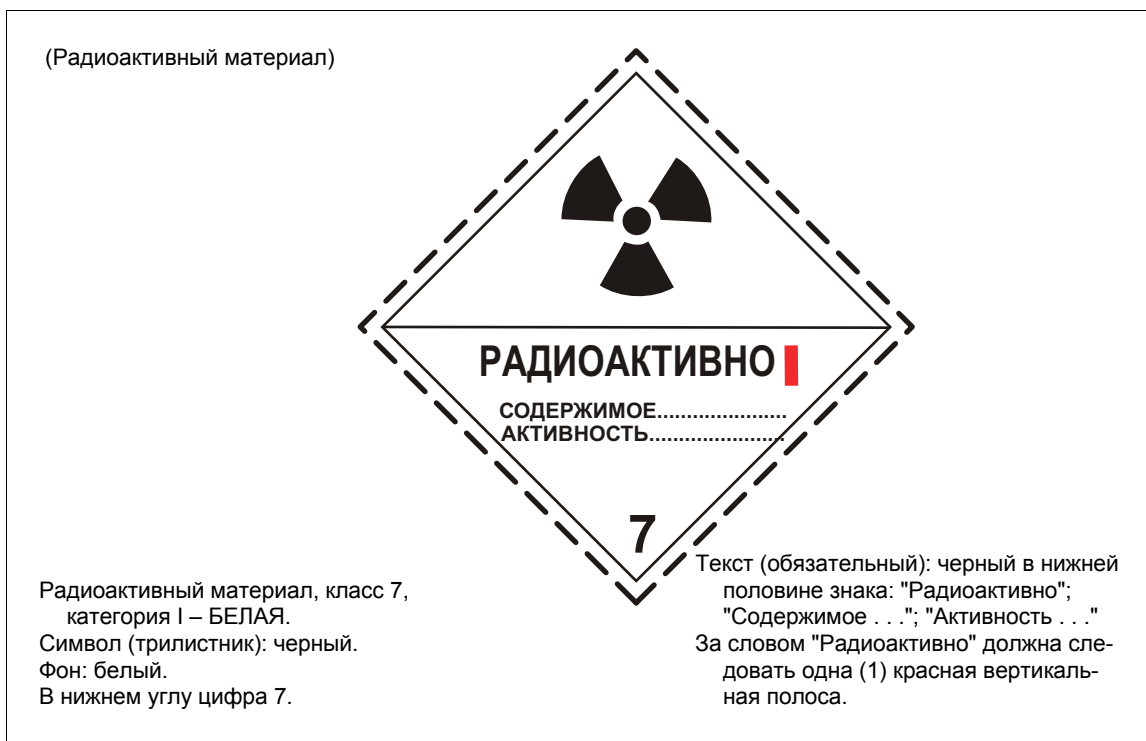 (Радиоактивный материал)
РАДИОАКТИВНО
СОДЕРЖИМОЕ......................
АКТИВНОСТЬ.......................
7
Радиоактивный материал, класс 7,
категория I – БЕЛАЯ.
Символ (трилистник): черный.
Фон: белый.
В нижнем углу цифра 7.
Текст (обязательный): черный в нижней
половине знака: "Радиоактивно";
"Содержимое . . ."; "Активность . . ."
За словом "Радиоактивно" должна сле-
довать одна (1) красная вертикаль-
ная полоса.